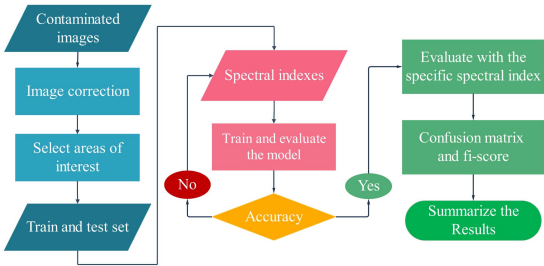 Contaminated
images
Image correction
Select areas of
interest
Train and test set
Spectral indexes
Train and evaluate
the model
No
Accuracy
Yes
Evaluate with the
specific spectral index
Confusion matrix
and fi-score
Summarize the
Results